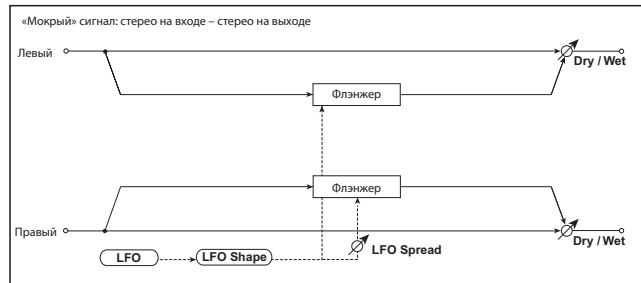 «Мокрый» сигнал: стерео на входе – стерео на выходе
Левый
Dry / Wet
Флэнжер
Флэнжер
Правый
Dry / Wet
LFO
LFO Shape
LFO Spread